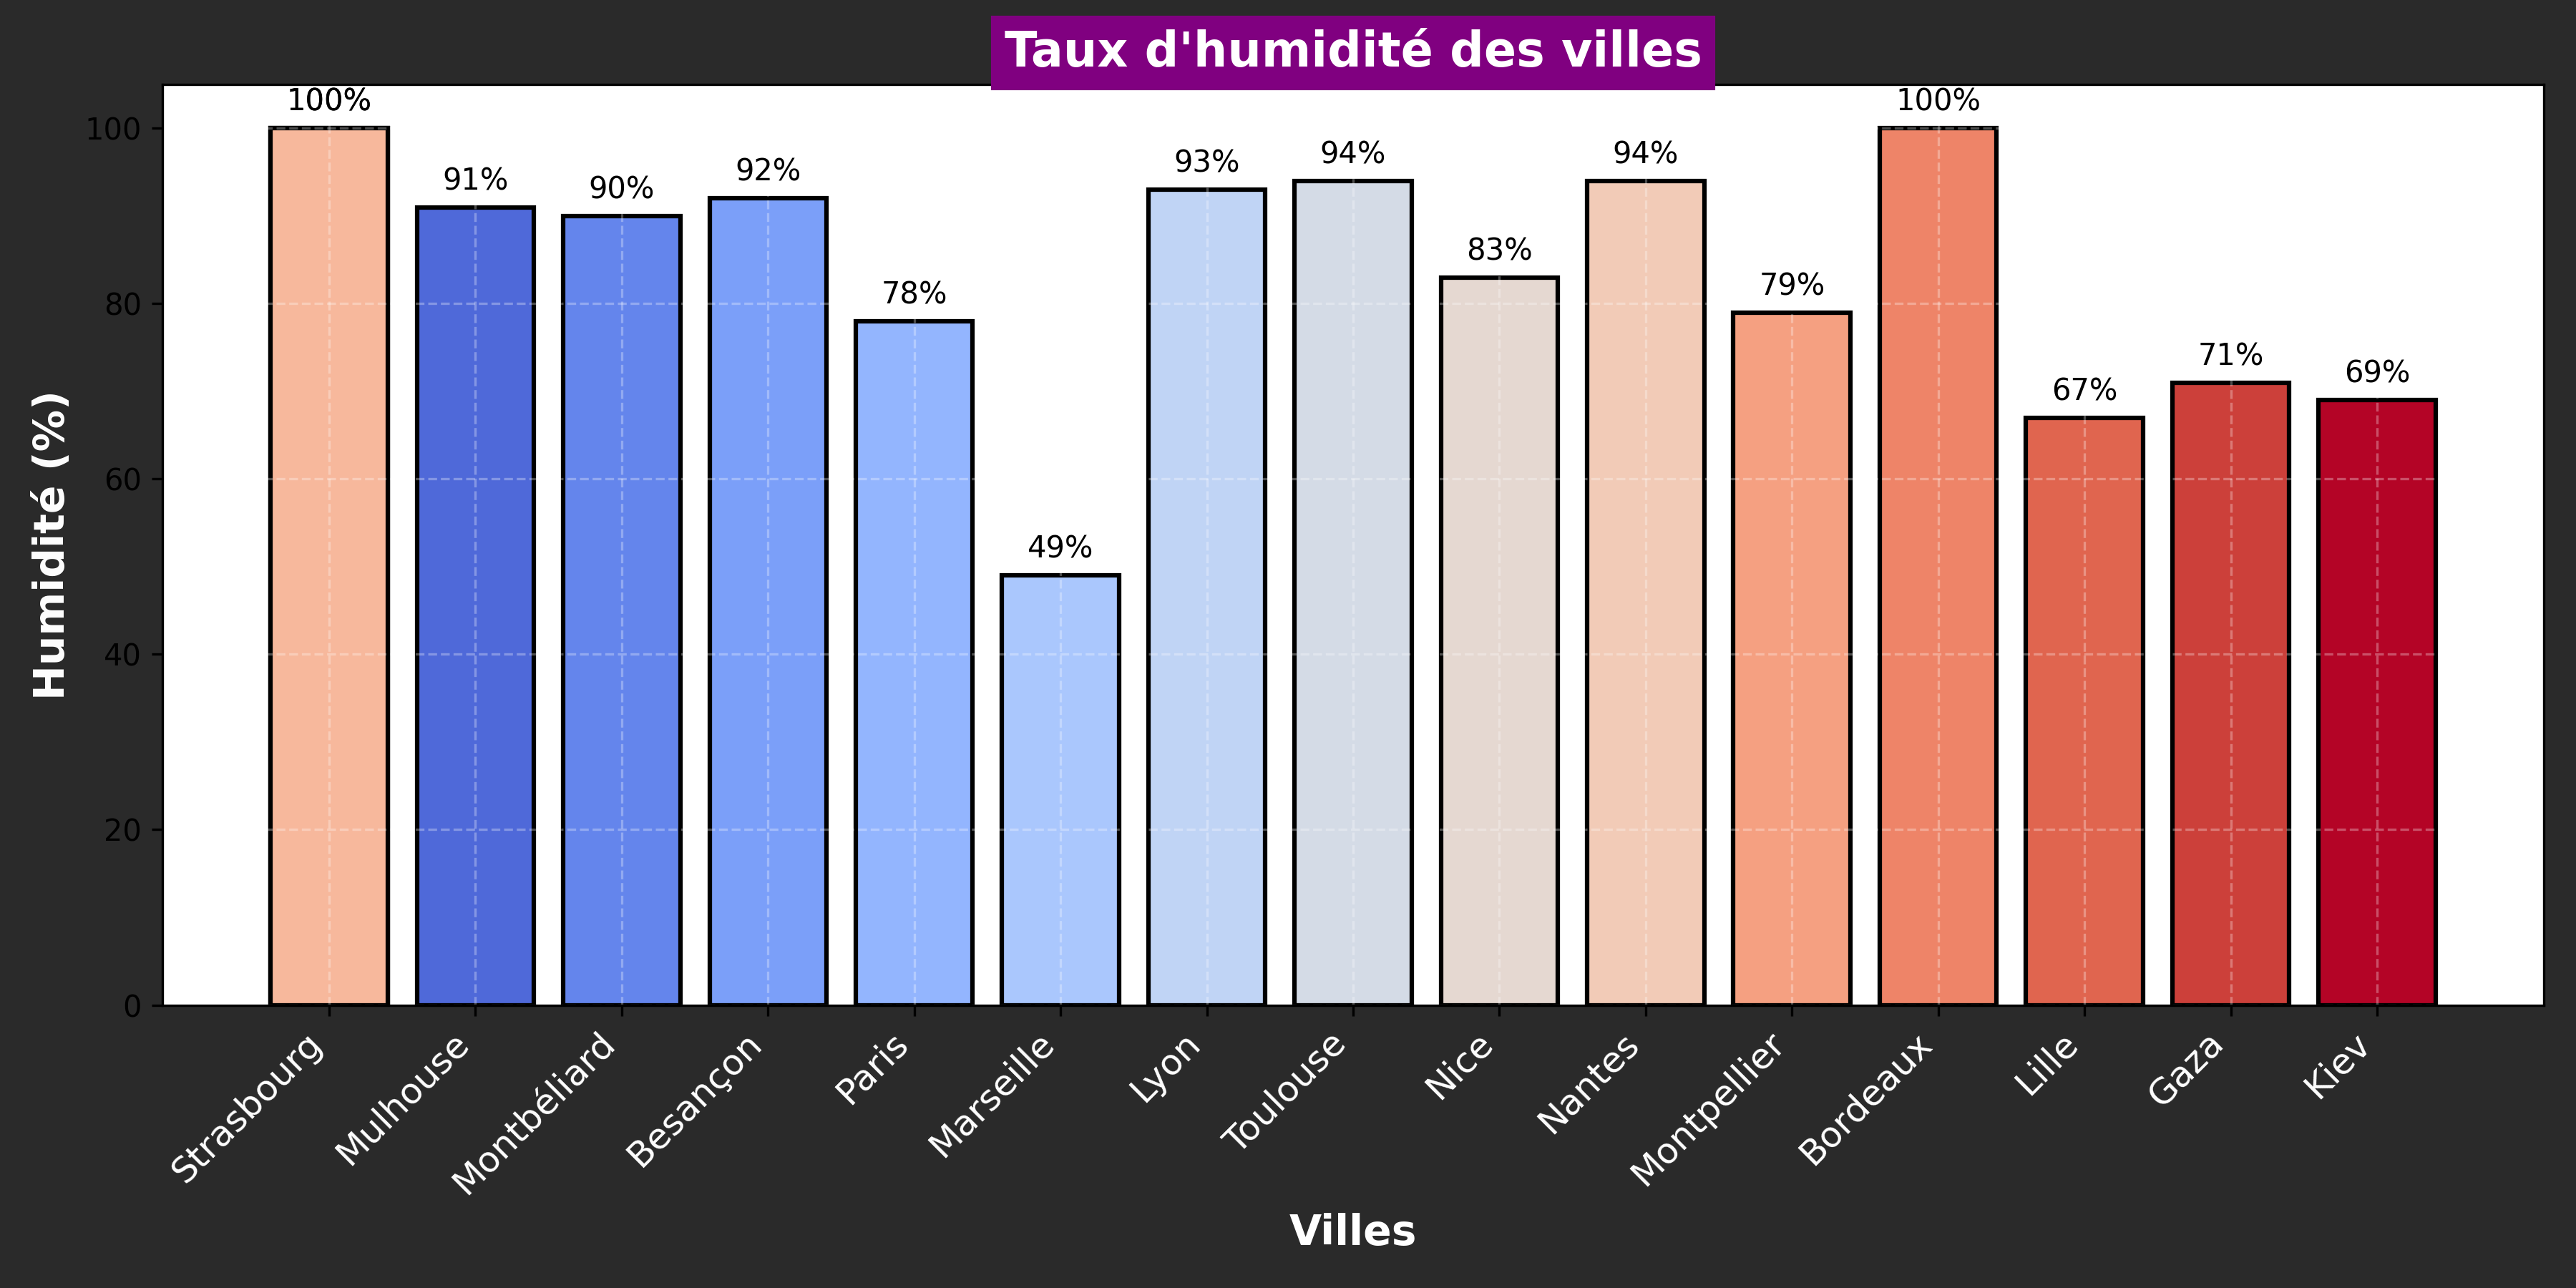 Taux d'humidité des villes
Humidité (%)
100
80
60
40
20
0
100%
91%
90%
92%
78%
49%
93%
94%
83%
94%
79%
100%
67%
71%
69%
Strasbourg
Mulhouse
Montbéliard
Besançon
Paris
Marseille
Lyon
Toulouse
Nice
Nantes
Montpellier
Bordeaux
Lille
Gaza
Kiev
Villes